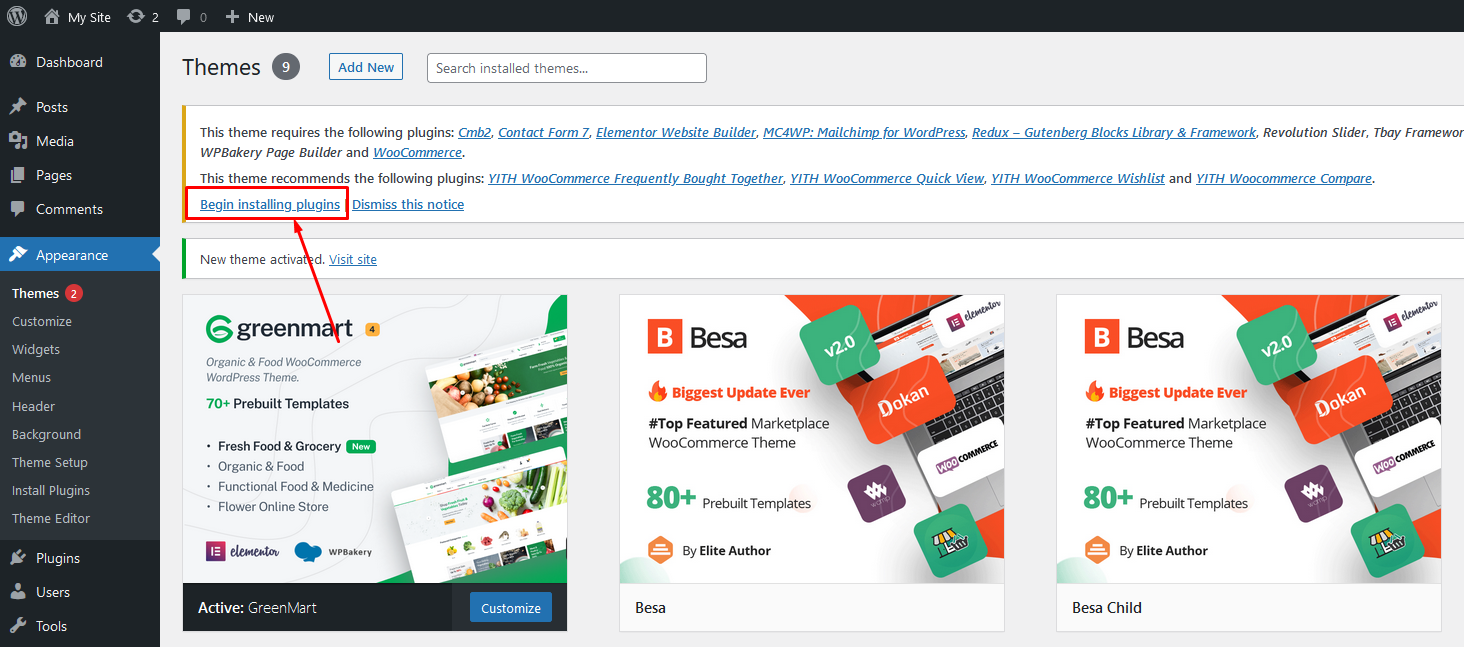 My Site 2 0 New
Dashboard
Posts
Media
Pages
Comments
Appearance
Themes 2
Customize
Widgets
Menus
Header
Background
Theme Setup
Install Plugins
Theme Editor
Plugins
Users
Tools
Themes 9 Add New Search installed themes...
This theme requires the following plugins: Cmb2, Contact Form 7, Elementor Website Builder, MC4WP: Mailchimp for WordPress, Redux – Gutenberg Blocks Library & Framework, Revolution Slider, Tbay Framewor
WPBakery Page Builder and WooCommerce.
This theme recommends the following plugins: YITH WooCommerce Frequently Bought Together, YITH WooCommerce Quick View, YITH WooCommerce Wishlist and YITH Woocommerce Compare.
Begin installing plugins | Dismiss this notice
New theme activated. Visit site
greenmart 4
Organic & Food WooCommerce
WordPress Theme.
70+ Prebuilt Templates
• Fresh Food & Grocery New
• Organic & Food
• Functional Food & Medicine
• Flower Online Store
elementor WPBakery
Active: GreenMart Customize
B Besa
Biggest Update Ever
#Top Featured Marketplace
WooCommerce Theme
80+ Prebuilt Templates
By Elite Author
v2.0
elementor
Dokan
WOO COMMERCE
Besa
B Besa
Biggest Update Ever
#Top Featured Marketplace
WooCommerce Theme
80+ Prebuilt Templates
By Elite Author
v2.0
elementor
Dokan
WOO COMMERCE
Besa Child